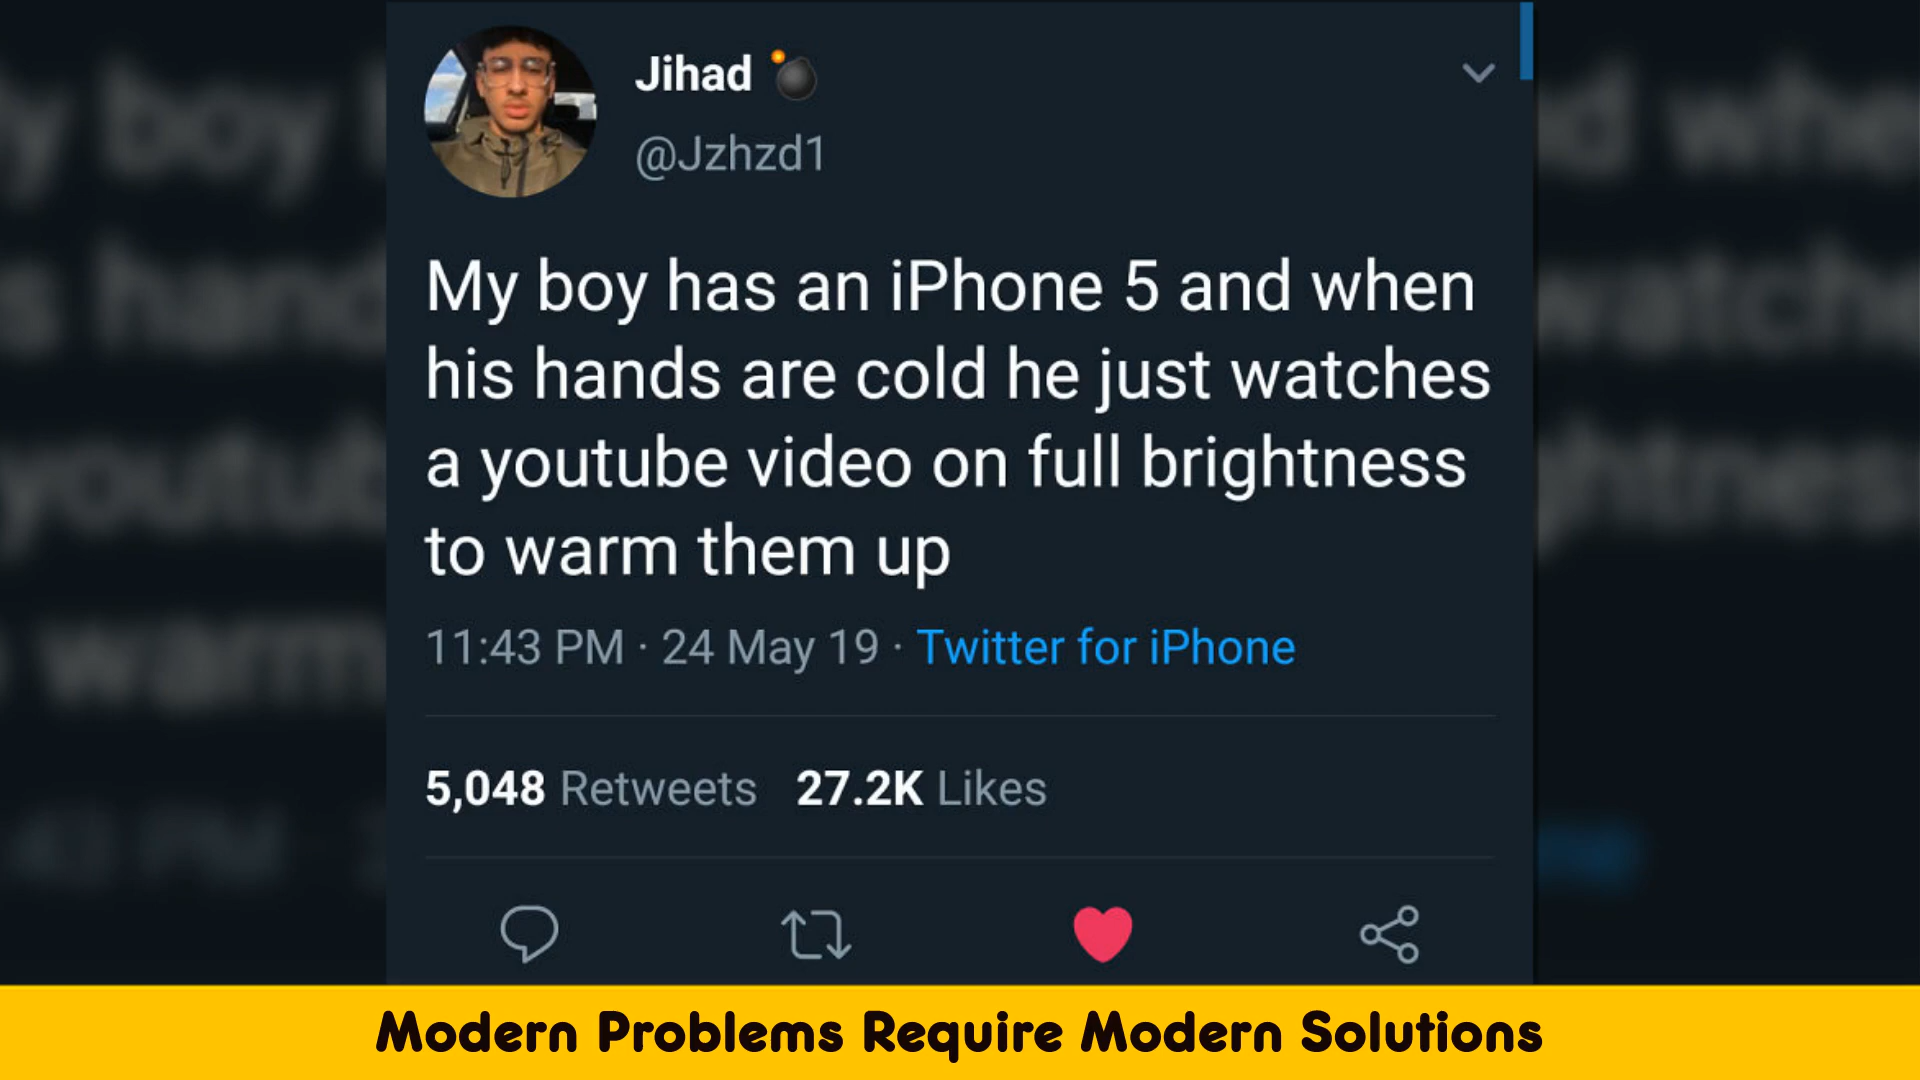 Jihad 💣
@Jzhzd1
My boy has an iPhone 5 and when
his hands are cold he just watches
a youtube video on full brightness
to warm them up
11:43 PM · 24 May 19 · Twitter for iPhone
5,048 Retweets 27.2K Likes
Modern Problems Require Modern Solutions